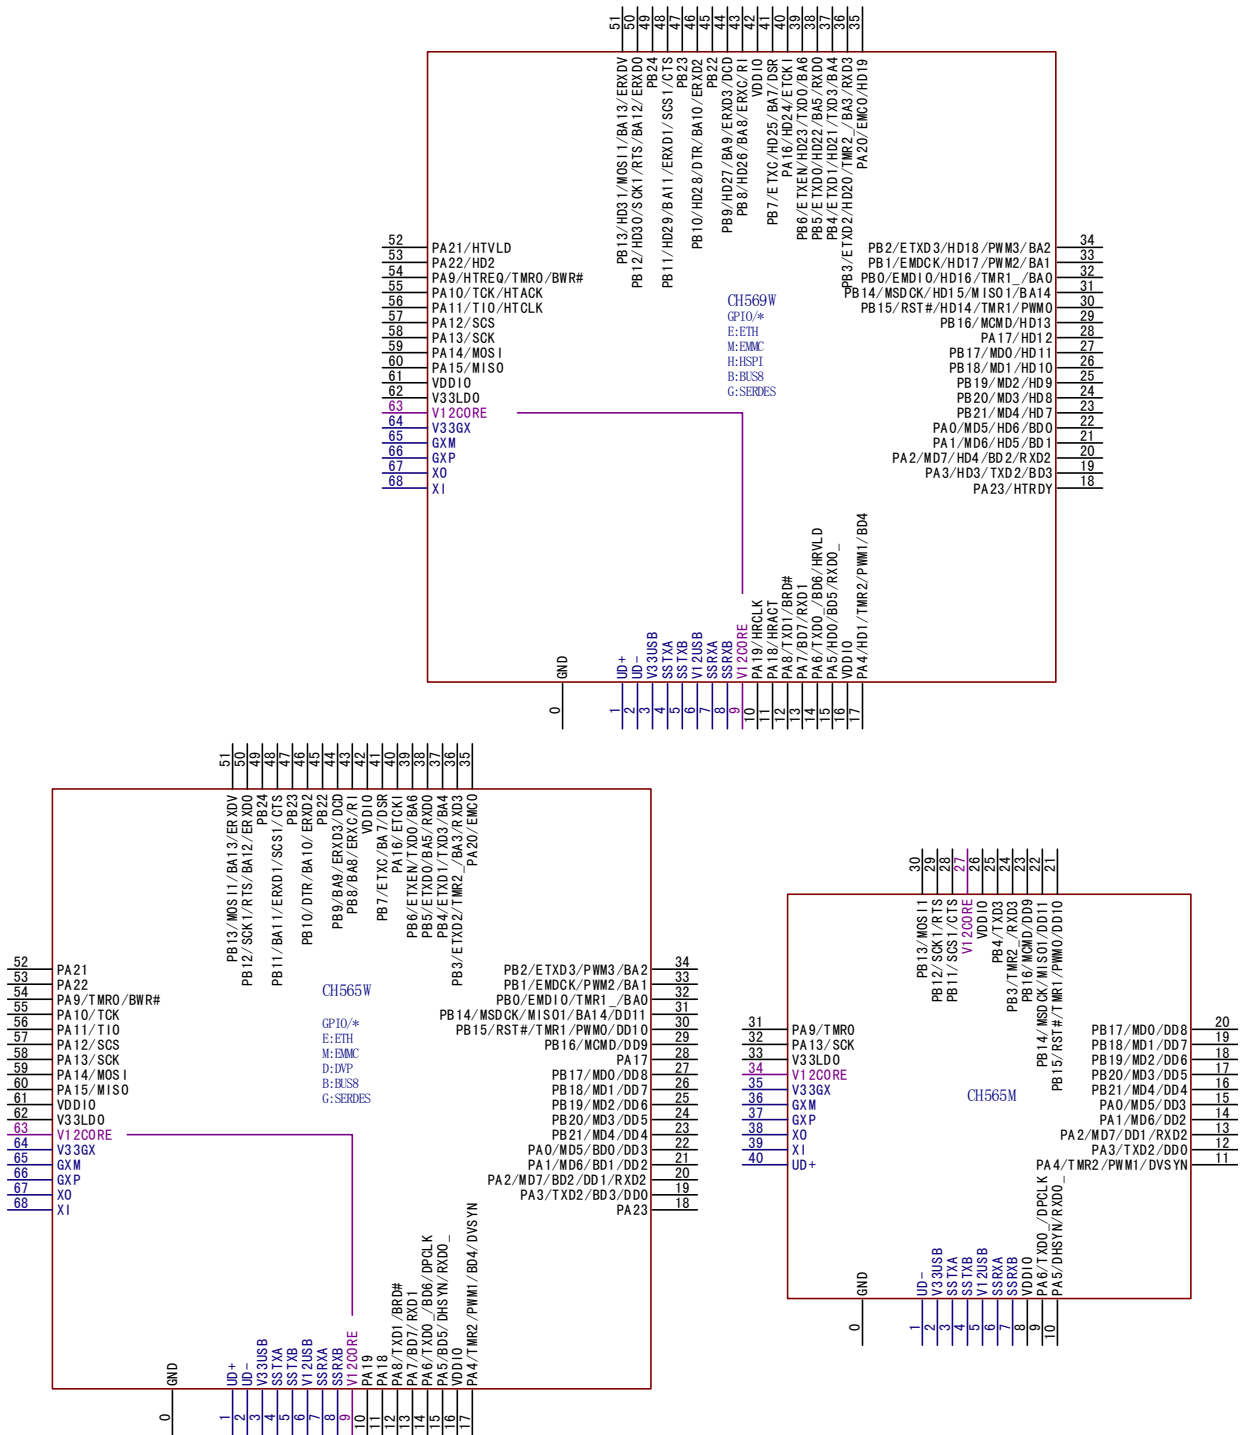 51
50
49
48
47
46
45
44
43
42
41
40
39
38
37
36
35
PB13/HD31/MOSI1/BA13/ERXDV
PB12/HD30/SCK1/RTS/BA12/ERXD0
PB24
PB11/HD29/BA11/ERXD1/SCS1/CTS
PB23
PB10/HD28/DTR/BA10/ERXD2
PB22
PB9/HD27/BA9/ERXD3/DCD
PB8/HD26/BA8/ERXC/RI
VDDIO
PB7/ETXC/HD25/BA7/DSR
PA16/HD24/ETCKI
PB6/ETXEN/HD23/TXD0/BA6
PB5/ETXD0/HD22/BA5/RXD0
PB4/ETXD1/HD21/TXD3/BA4
PB3/ETXD2/HD20/TMR2_/BA3/RXD3
PA20/EMCO/HD19
52 PA21/HTVLD
53 PA22/HD2
54 PA9/HTREQ/TMR0/BWR#
55 PA10/TCK/HTACK
56 PA11/TIO/HTCLK
57 PA12/SCS
58 PA13/SCK
59 PA14/MOSI
60 PA15/MISO
61 VDDIO
62 V33LDO
63 V12CORE
64 V33GX
65 GXM
66 GXP
67 XO
68 XI
CH569W
GPIO/*
E:ETH
M:EMMC
H:HSPI
B:BUS8
G:SERDES
PB2/ETXD3/HD18/PWM3/BA2 34
PB1/EMDCK/HD17/PWM2/BA1 33
PB0/EMDIO/HD16/TMR1_/BA0 32
PB14/MSDCK/HD15/MISO1/BA14 31
PB15/RST#/HD14/TMR1/PWM0 30
PB16/MCMD/HD13 29
PA17/HD12 28
PB17/MD0/HD11 27
PB18/MD1/HD10 26
PB19/MD2/HD9 25
PB20/MD3/HD8 24
PB21/MD4/HD7 23
PA0/MD5/HD6/BD0 22
PA1/MD6/HD5/BD1 21
PA2/MD7/HD4/BD2/RXD2 20
PA3/HD3/TXD2/BD3 19
PA23/HTRDY 18
GND
UD+
UD-
V33USB
SSTXA
SSTXB
V12USB
SSRXA
SSRXB
V12CORE
PA19/HRCLK
PA18/HRACT
PA8/TXD1/BRD#
PA7/BD7/RXD1
PA6/TXD0_/BD6/HRVLD
PA5/HD0/BD5/RXD0_
VDDIO
PA4/HD1/TMR2/PWM1/BD4
0
1
2
3
4
5
6
7
8
9
10
11
12
13
14
15
16
17
51
50
49
48
47
46
45
44
43
42
41
40
39
38
37
36
35
PB13/MOSI1/BA13/ERXDV
PB12/SCK1/RTS/BA12/ERXD0
PB24
PB11/BA11/ERXD1/SCS1/CTS
PB23
PB10/DTR/BA10/ERXD2
PB22
PB9/BA9/ERXD3/DCD
PB8/BA8/ERXC/RI
VDDIO
PB7/ETXC/BA7/DSR
PA16/ETCKI
PB6/ETXEN/TXD0/BA6
PB5/ETXD0/BA5/RXD0
PB4/ETXD1/TXD3/BA4
PB3/ETXD2/TMR2_/BA3/RXD3
PA20/EMCO
52 PA21
53 PA22
54 PA9/TMR0/BWR#
55 PA10/TCK
56 PA11/TIO
57 PA12/SCS
58 PA13/SCK
59 PA14/MOSI
60 PA15/MISO
61 VDDIO
62 V33LDO
63 V12CORE
64 V33GX
65 GXM
66 GXP
67 XO
68 XI
CH565W
GPIO/*
E:ETH
M:EMMC
D:DVP
B:BUS8
G:SERDES
PB2/ETXD3/PWM3/BA2 34
PB1/EMDCK/PWM2/BA1 33
PB0/EMDIO/TMR1_/BA0 32
PB14/MSDCK/MISO1/BA14/DD11 31
PB15/RST#/TMR1/PWM0/DD10 30
PB16/MCMD/DD9 29
PA17 28
PB17/MD0/DD8 27
PB18/MD1/DD7 26
PB19/MD2/DD6 25
PB20/MD3/DD5 24
PB21/MD4/DD4 23
PA0/MD5/BD0/DD3 22
PA1/MD6/BD1/DD2 21
PA2/MD7/BD2/DD1/RXD2 20
PA3/TXD2/BD3/DD0 19
PA23 18
GND
UD+
UD-
V33USB
SSTXA
SSTXB
V12USB
SSRXA
SSRXB
V12CORE
PA19
PA18
PA8/TXD1/BRD#
PA7/BD7/RXD1
PA6/TXD0_/BD6/DPCLK
PA5/BD5/DHSYN/RXD0_
VDDIO
PA4/TMR2/PWM1/BD4/DVSYN
0
1
2
3
4
5
6
7
8
9
10
11
12
13
14
15
16
17
30
29
28
27
26
25
24
23
22
21
PB13/MOSI1
PB12/SCK1/RTS
PB11/SCS1/CTS
V12CORE
VDDIO
PB4/TXD3
PB3/TMR2_/RXD3
PB16/MCMD/DD9
PB14/MSDCK/MISO1/DD11
PB15/RST#/TMR1/PWM0/DD10
31 PA9/TMR0
32 PA13/SCK
33 V33LDO
34 V12CORE
35 V33GX
36 GXM
37 GXP
38 XO
39 XI
40 UD+
CH565M
PB17/MD0/DD8 20
PB18/MD1/DD7 19
PB19/MD2/DD6 18
PB20/MD3/DD5 17
PB21/MD4/DD4 16
PA0/MD5/DD3 15
PA1/MD6/DD2 14
PA2/MD7/DD1/RXD2 13
PA3/TXD2/DD0 12
PA4/TMR2/PWM1/DVSYN 11
GND
UD-
V33USB
SSTXA
SSTXB
V12USB
SSRXA
SSRXB
VDDIO
PA6/TXD0_/DPCLK
PA5/DHSYN/RXD0_
0
1
2
3
4
5
6
7
8
9
10